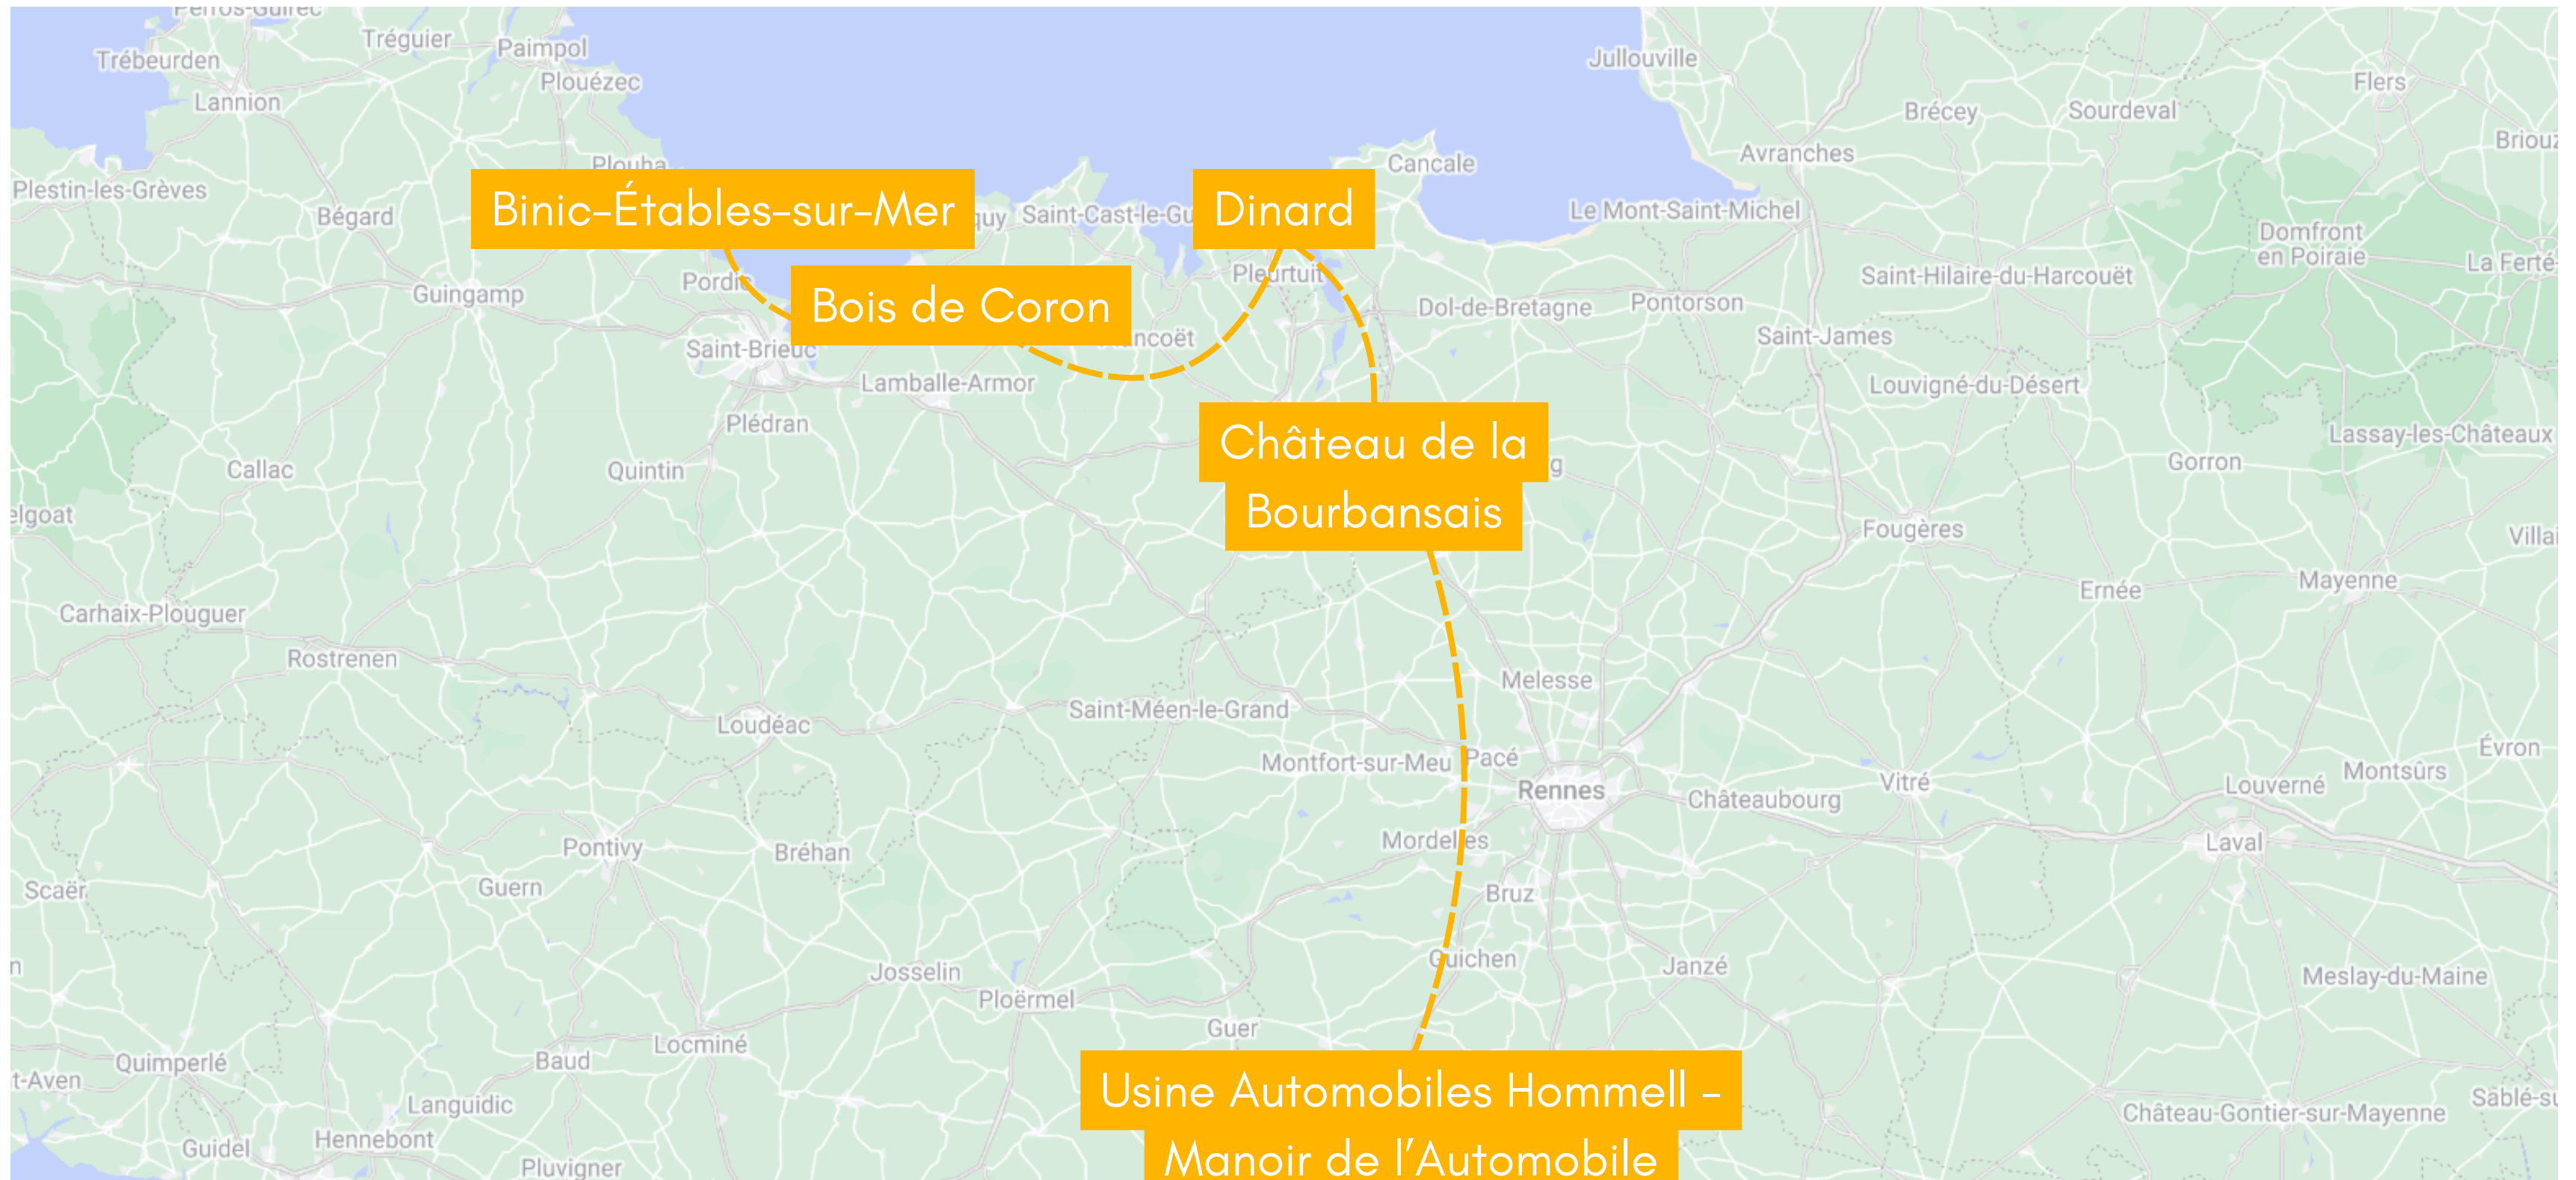 Perros-Guirec
Trébeurden
Tréguier
Paimpol
Plouézec
Lannion
Jullouville
Flers
Brécey
Sourdeval
Avranches
Cancale
Plouha
Plestin-les-Grèves
Bégard
Binic-Étables-sur-Mer
Dinard
Le Mont-Saint-Michel
Domfront
en Poiraie
Saint-Hilaire-du-Harcouët
Pleurtuit
Guingamp
Bois de Coron
Dol-de-Bretagne
Pontorson
Saint-James
Saint-Brieuc
Lamballe-Armor
Louvigné-du-Désert
Plédran
Lassay-les-Châteaux
Château de la
Bourbansais
Callac
Quintin
Gorron
Fougères
Mayenne
Ernée
Carhaix-Plouguer
Rostrenen
Melesse
Saint-Méen-le-Grand
Loudéac
Montfort-sur-Meu
Pacé
Évron
Montsûrs
Rennes
Châteaubourg
Vitré
Louverné
Mordelles
Laval
Pontivy
Bréhan
Guern
Scaër
Bruz
Guichen
Janzé
Josselin
Ploërmel
Meslay-du-Maine
Guer
Locminé
Baud
Quimperlé
Usine Automobiles Hommell -
Manoir de l'Automobile
Languidic
Château-Gontier-sur-Mayenne
Guidel
Hennebont
Pluvigner